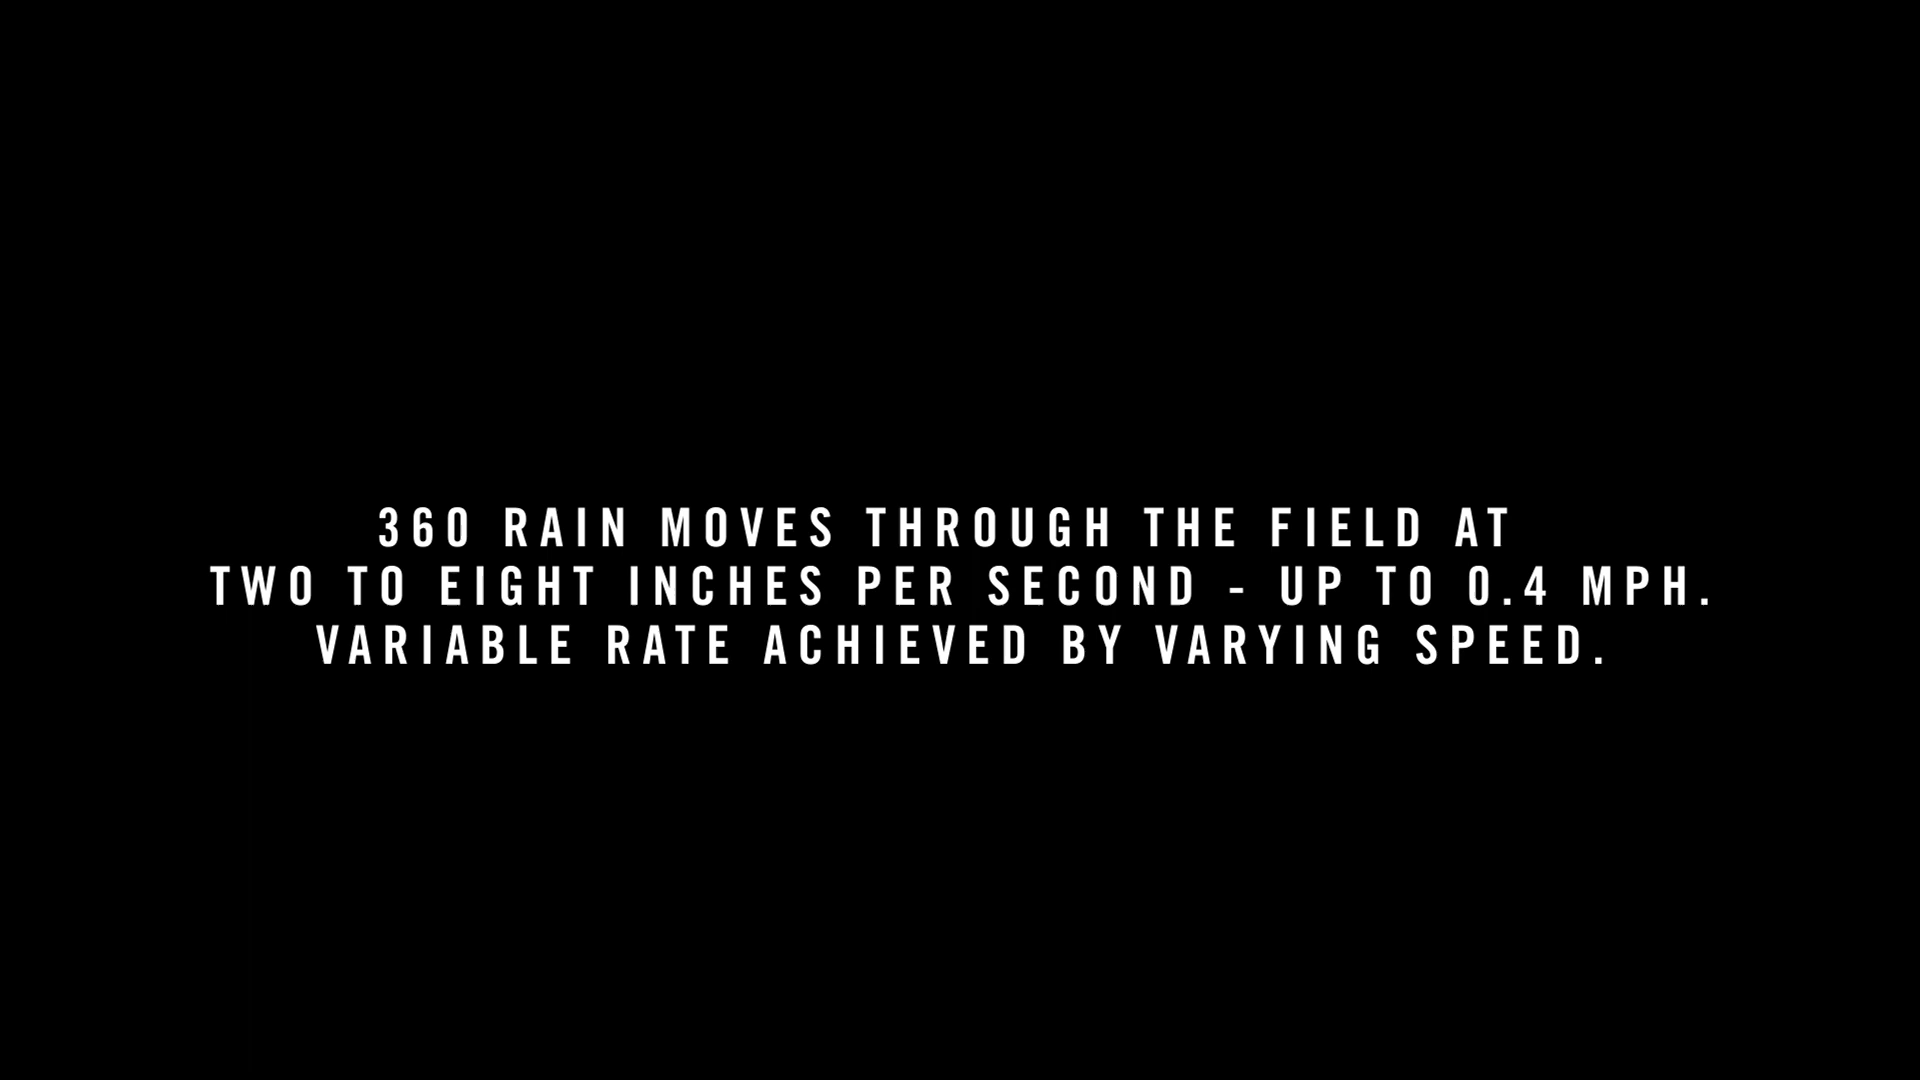 360 RAIN MOVES THROUGH THE FIELD AT
TWO TO EIGHT INCHES PER SECOND - UP TO 0.4 MPH.
VARIABLE RATE ACHIEVED BY VARYING SPEED.